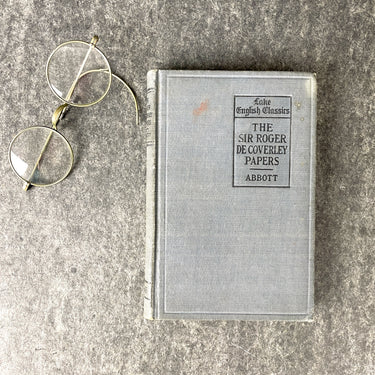 Lake
English Classics
THE
SIR ROGER
DE COVERLEY
PAPERS
ABBOTT